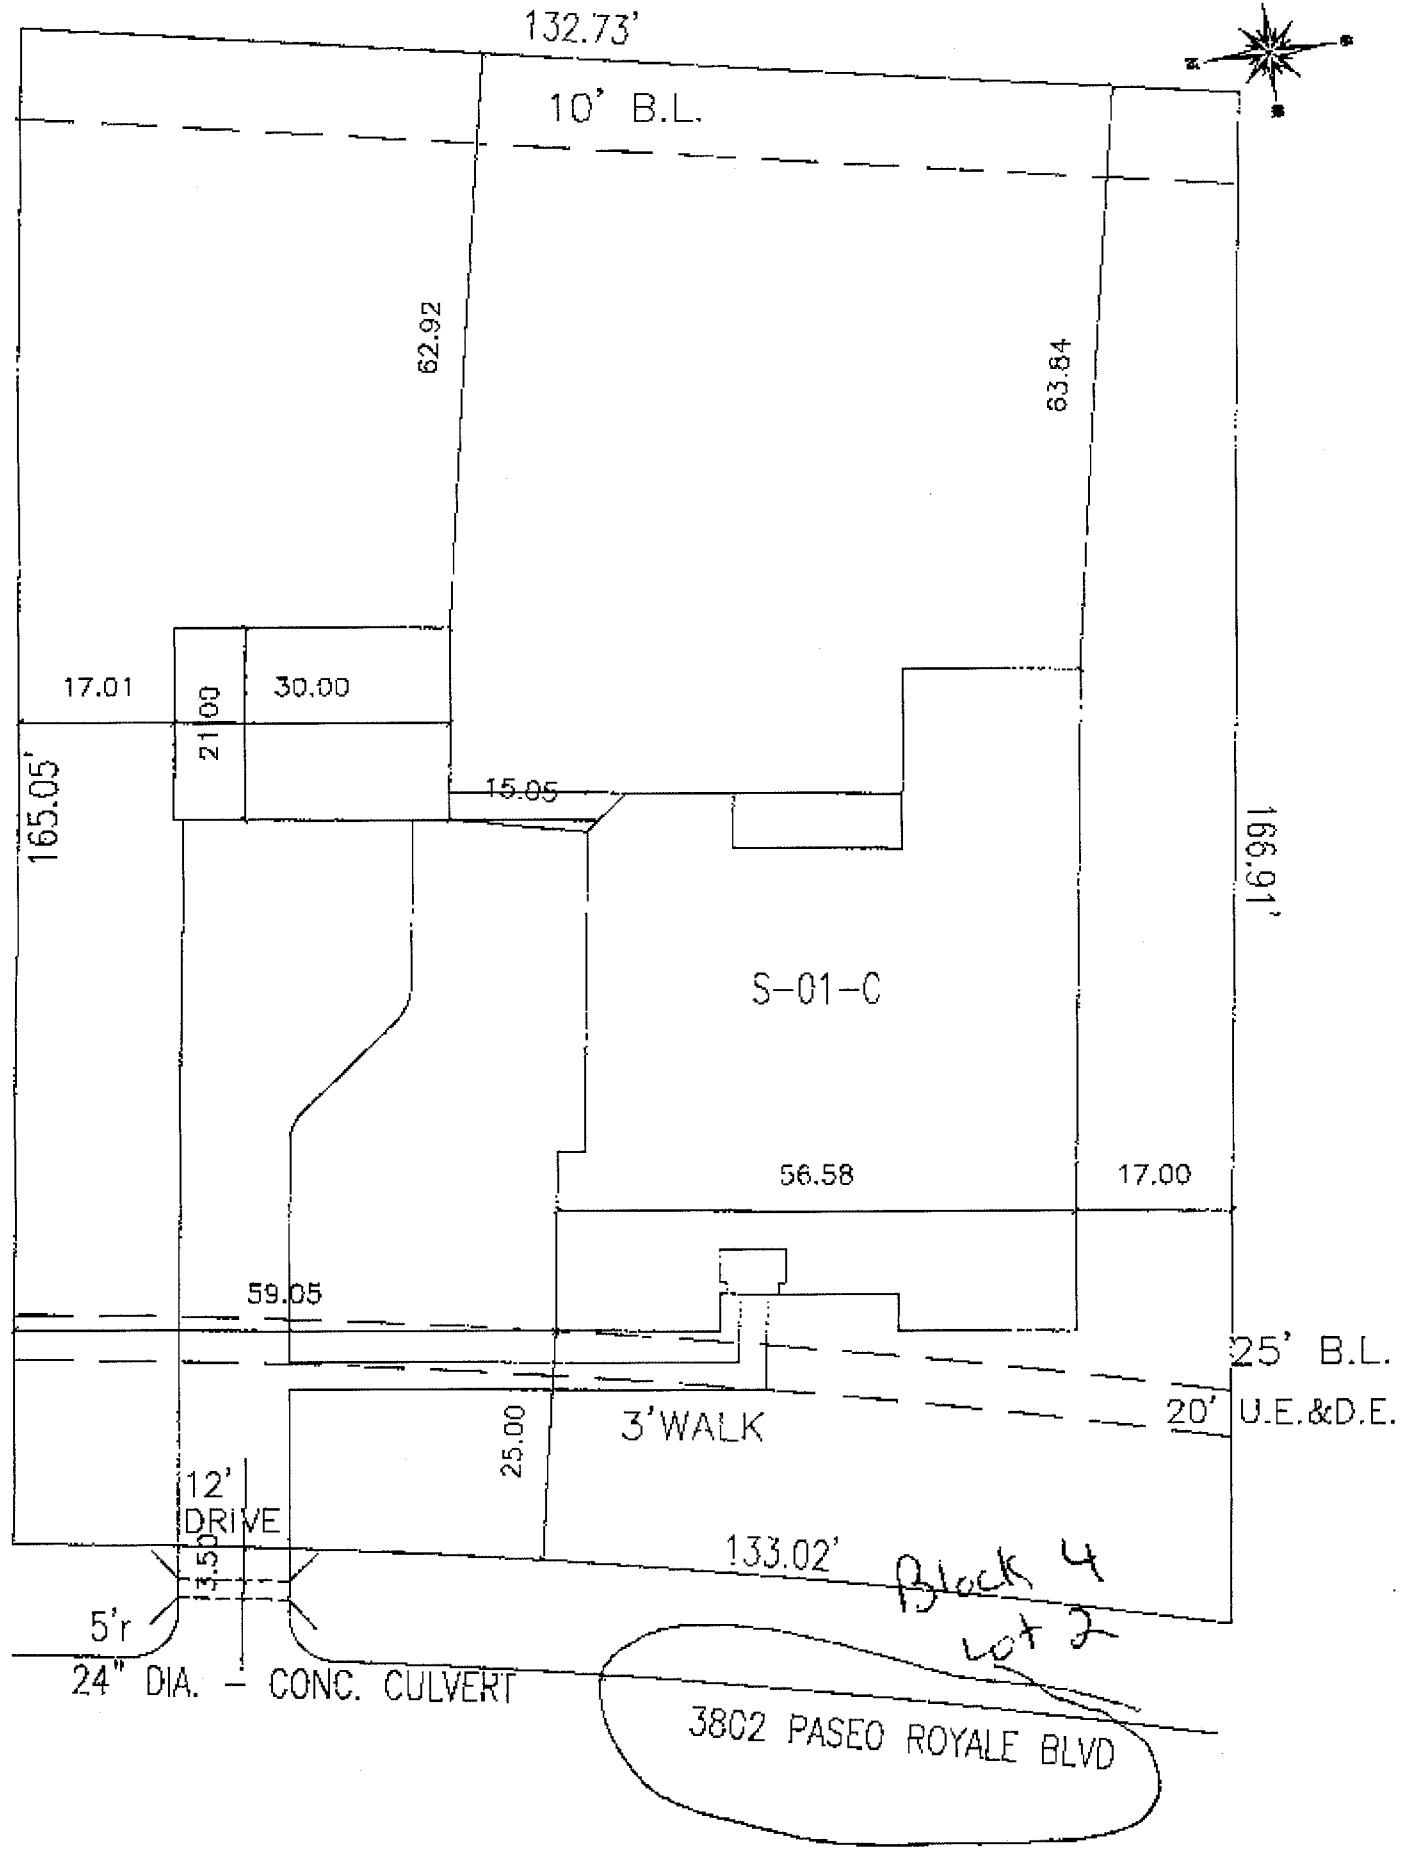 132.73'
10' B.L.
62.92
63.84
17.01
30.00
21.00
15.05
165.05'
166.91'
S-01-C
56.58
17.00
59.05
25' B.L.
20' U.E.&D.E.
3'WALK
25.00
12'
DRIVE
13.50
133.02'
Block 4
Lot 2
5'r
24" DIA. - CONC. CULVERT
3802 PASEO ROYALE BLVD